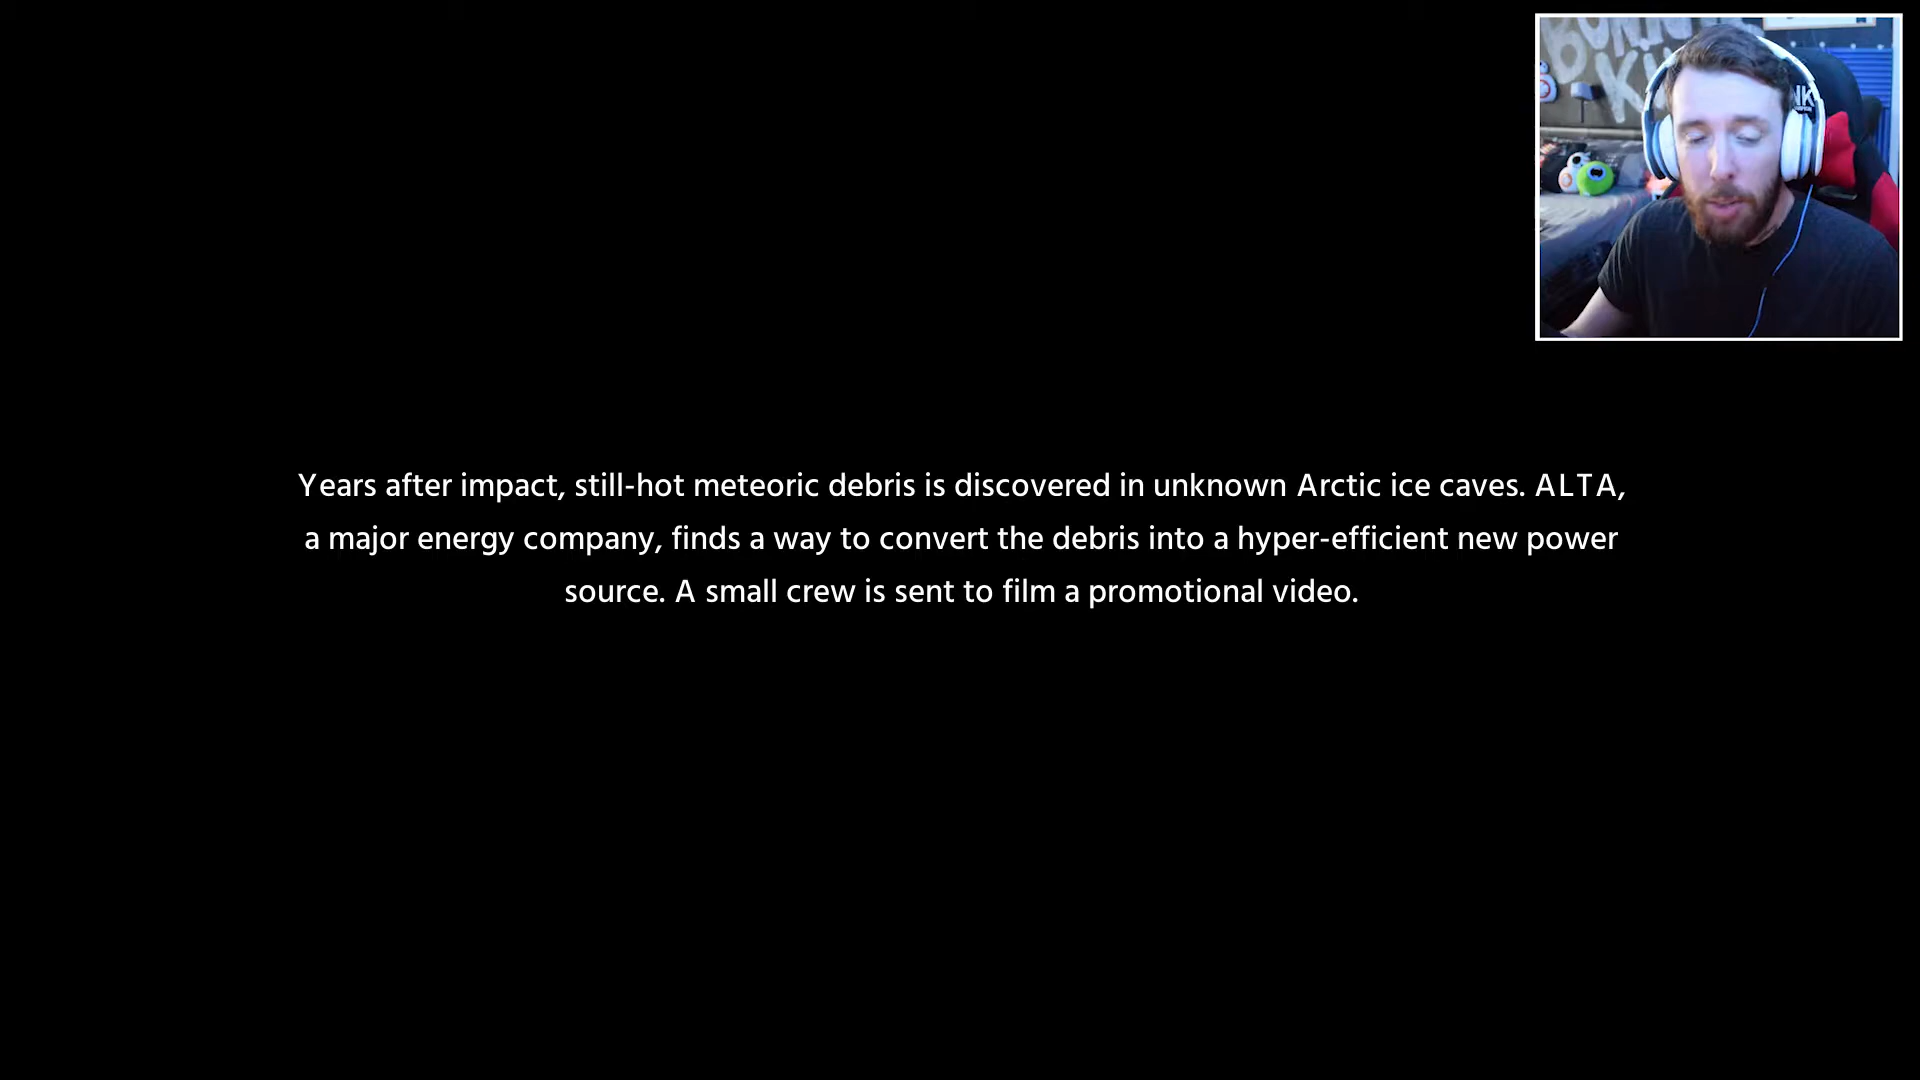 Years after impact, still-hot meteoric debris is discovered in unknown Arctic ice caves. ALTA,
a major energy company, finds a way to convert the debris into a hyper-efficient new power
source. A small crew is sent to film a promotional video.